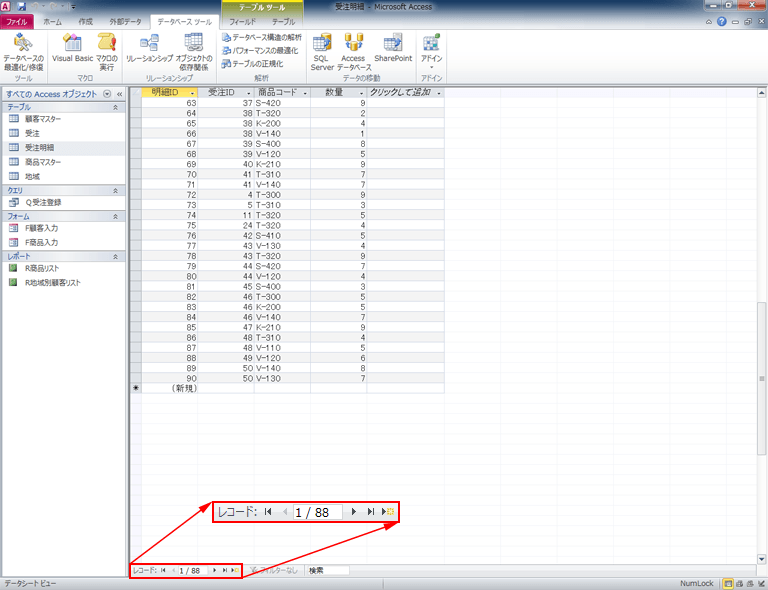 受注明細 - Microsoft Access
テーブル ツール
ファイル ホーム 作成 外部データ データベース ツール フィールド テーブル
データベースの
最適化/修復
Visual Basic
マクロの
実行
リレーションシップ
オブジェクトの
依存関係
データベース構造の解析
パフォーマンスの最適化
テーブルの正規化
SQL
Server
Access
データベース
SharePoint
アドイン
ツール マクロ リレーションシップ 解析 データの移動 アドイン
すべての Access オブジェクト
テーブル
顧客マスター
受注
受注明細
商品マスター
地域
クエリ
Q受注登録
フォーム
F顧客入力
F商品入力
レポート
R商品リスト
R地域別顧客リスト
明細ID 受注ID 商品コード 数量 クリックして追加
63 37 S-420 9
64 38 T-320 2
65 38 K-200 4
66 38 V-140 1
67 39 S-400 8
68 39 V-120 5
69 40 K-210 9
70 41 T-310 7
71 41 V-140 7
72 4 T-300 9
73 5 T-310 3
74 11 T-320 5
75 24 T-320 4
76 42 S-410 5
77 43 V-130 4
78 43 T-320 9
79 44 S-420 7
80 44 V-120 4
81 45 S-400 3
82 46 T-300 5
83 46 K-200 5
84 46 V-140 7
85 47 K-210 9
86 48 T-310 4
87 48 V-110 5
88 49 V-120 6
89 50 V-140 8
90 50 V-130 7
(新規)
レコード: 1 / 88
レコード: 1 / 88 フィルターなし 検索
データシート ビュー NumLock